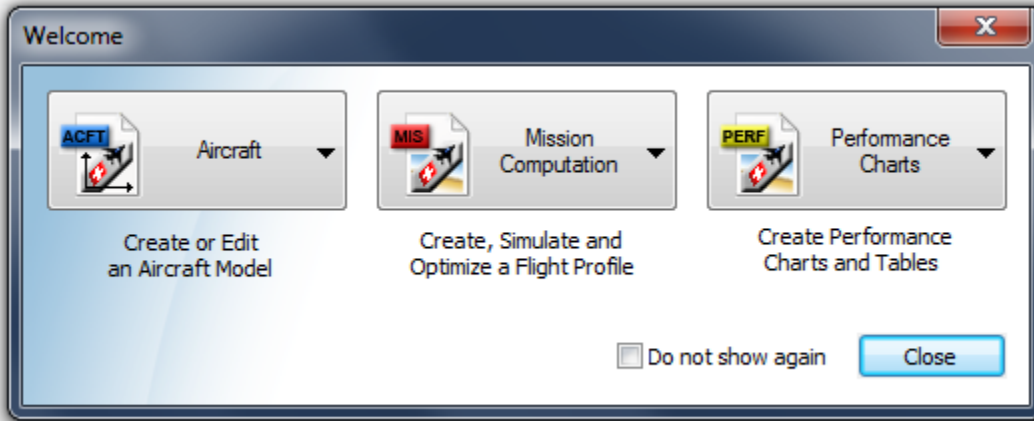 Welcome
ACFT
Aircraft
MIS
Mission
Computation
PERF
Performance
Charts
Create or Edit
an Aircraft Model
Create, Simulate and
Optimize a Flight Profile
Create Performance
Charts and Tables
Do not show again
Close